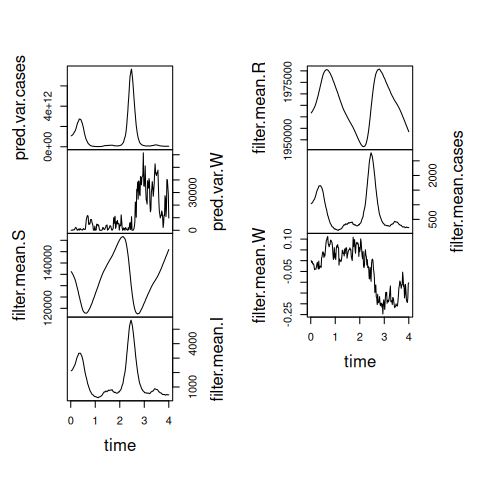 pred.var.cases
0e+00
4e+12
pred.var.W
0
30000
filter.mean.S
120000
140000
filter.mean.I
1000
4000
0
1
2
3
4
time
filter.mean.R
1950000
1975000
filter.mean.cases
500
2000
filter.mean.W
-0.25
-0.05
0.10
0
1
2
3
4
time